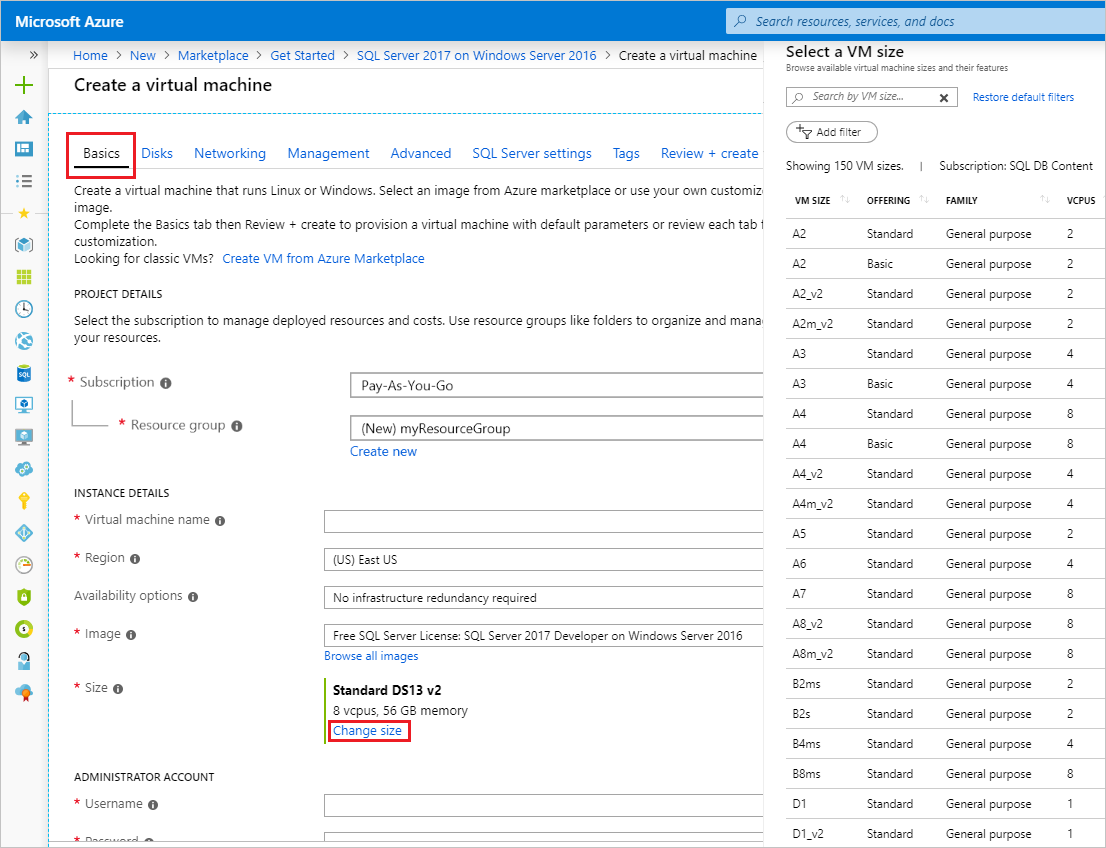 Microsoft Azure
Search resources, services, and docs
Home > New > Marketplace > Get Started > SQL Server 2017 on Windows Server 2016 > Create a virtual machine
Create a virtual machine
Basics Disks Networking Management Advanced SQL Server settings Tags Review + create
Create a virtual machine that runs Linux or Windows. Select an image from Azure marketplace or use your own customize
image.
Complete the Basics tab then Review + create to provision a virtual machine with default parameters or review each tab f
customization.
Looking for classic VMs? Create VM from Azure Marketplace
PROJECT DETAILS
Select the subscription to manage deployed resources and costs. Use resource groups like folders to organize and mana
your resources.
* Subscription
Pay-As-You-Go
* Resource group
(New) myResourceGroup
Create new
INSTANCE DETAILS
* Virtual machine name
* Region
(US) East US
Availability options
No infrastructure redundancy required
* Image
Free SQL Server License: SQL Server 2017 Developer on Windows Server 2016
Browse all images
* Size
Standard DS13 v2
8 vcpus, 56 GB memory
Change size
ADMINISTRATOR ACCOUNT
* Username
* Password
Select a VM size
Browse available virtual machine sizes and their features
Search by VM size...
Restore default filters
Add filter
Showing 150 VM sizes. | Subscription: SQL DB Content
VM SIZE OFFERING FAMILY VCPUS
A2 Standard General purpose 2
A2 Basic General purpose 2
A2_v2 Standard General purpose 2
A2m_v2 Standard General purpose 2
A3 Standard General purpose 4
A3 Basic General purpose 4
A4 Standard General purpose 8
A4 Basic General purpose 8
A4_v2 Standard General purpose 4
A4m_v2 Standard General purpose 4
A5 Standard General purpose 2
A6 Standard General purpose 4
A7 Standard General purpose 8
A8_v2 Standard General purpose 8
A8m_v2 Standard General purpose 8
B2ms Standard General purpose 2
B2s Standard General purpose 2
B4ms Standard General purpose 4
B8ms Standard General purpose 8
D1 Standard General purpose 1
D1_v2 Standard General purpose 1